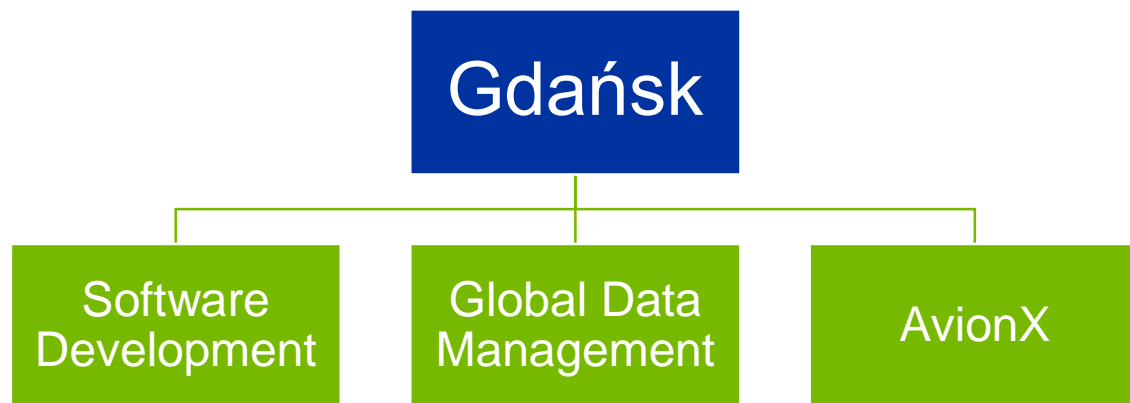 Gdańsk
Software
Development
Global Data
Management
AvionX